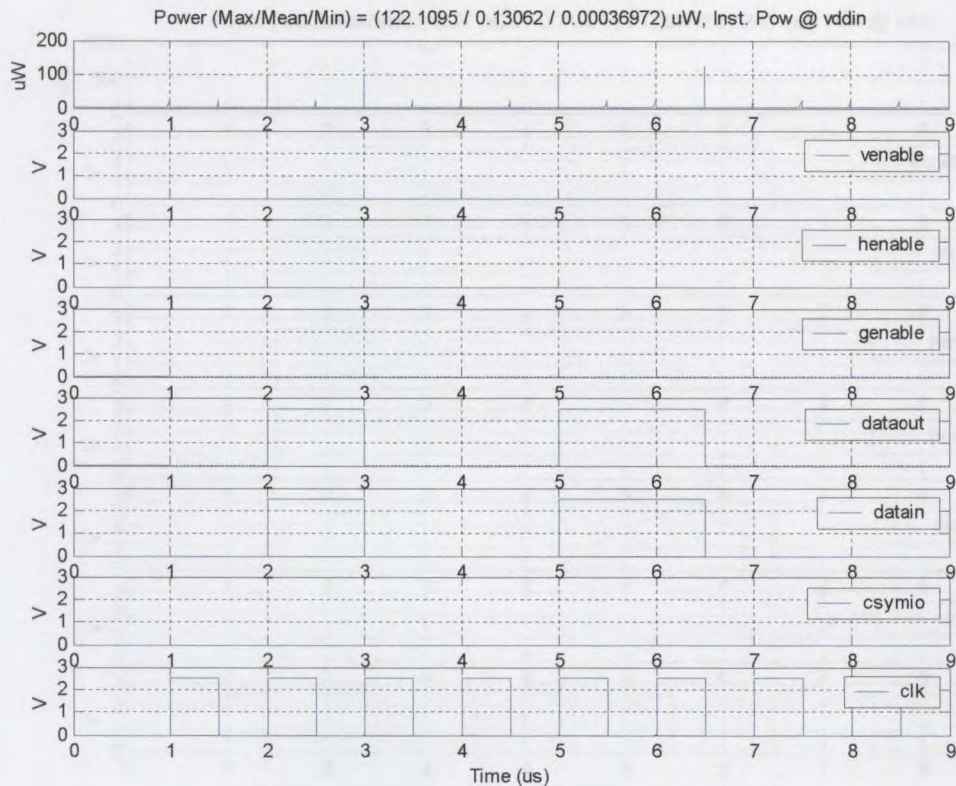 Power (Max/Mean/Min) = (122.1095 / 0.13062 / 0.00036972) uW, Inst. Pow @ vddin
200
100
0
uW
0 1 2 3 4 5 6 7 8 9
3
2
1
0
V
venable
0 1 2 3 4 5 6 7 8 9
3
2
1
0
V
henable
0 1 2 3 4 5 6 7 8 9
3
2
1
0
V
genable
0 1 2 3 4 5 6 7 8 9
3
2
1
0
V
dataout
0 1 2 3 4 5 6 7 8 9
3
2
1
0
V
datain
0 1 2 3 4 5 6 7 8 9
3
2
1
0
V
csymio
0 1 2 3 4 5 6 7 8 9
3
2
1
0
V
clk
0 1 2 3 4 5 6 7 8 9
Time (us)